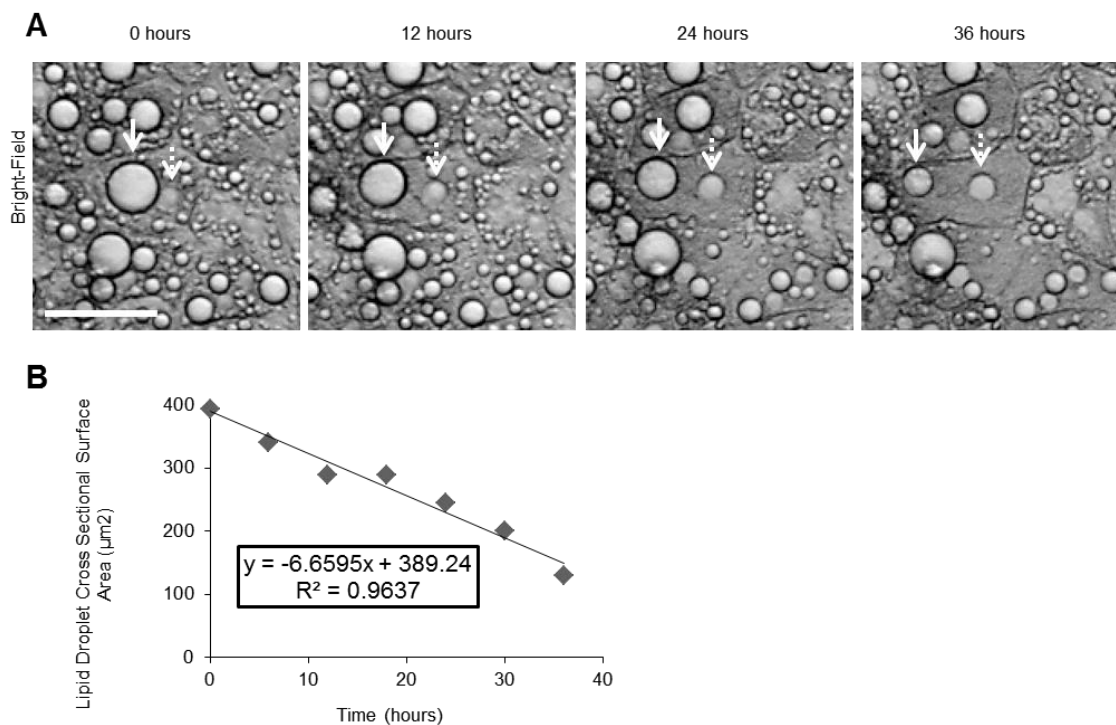 A
0 hours
12 hours
24 hours
36 hours
Bright-Field
B
Lipid Droplet Cross Sectional Surface
Area (µm2)
400
300
200
100
0
y = -6.6595x + 389.24
R² = 0.9637
0
10
20
30
40
Time (hours)